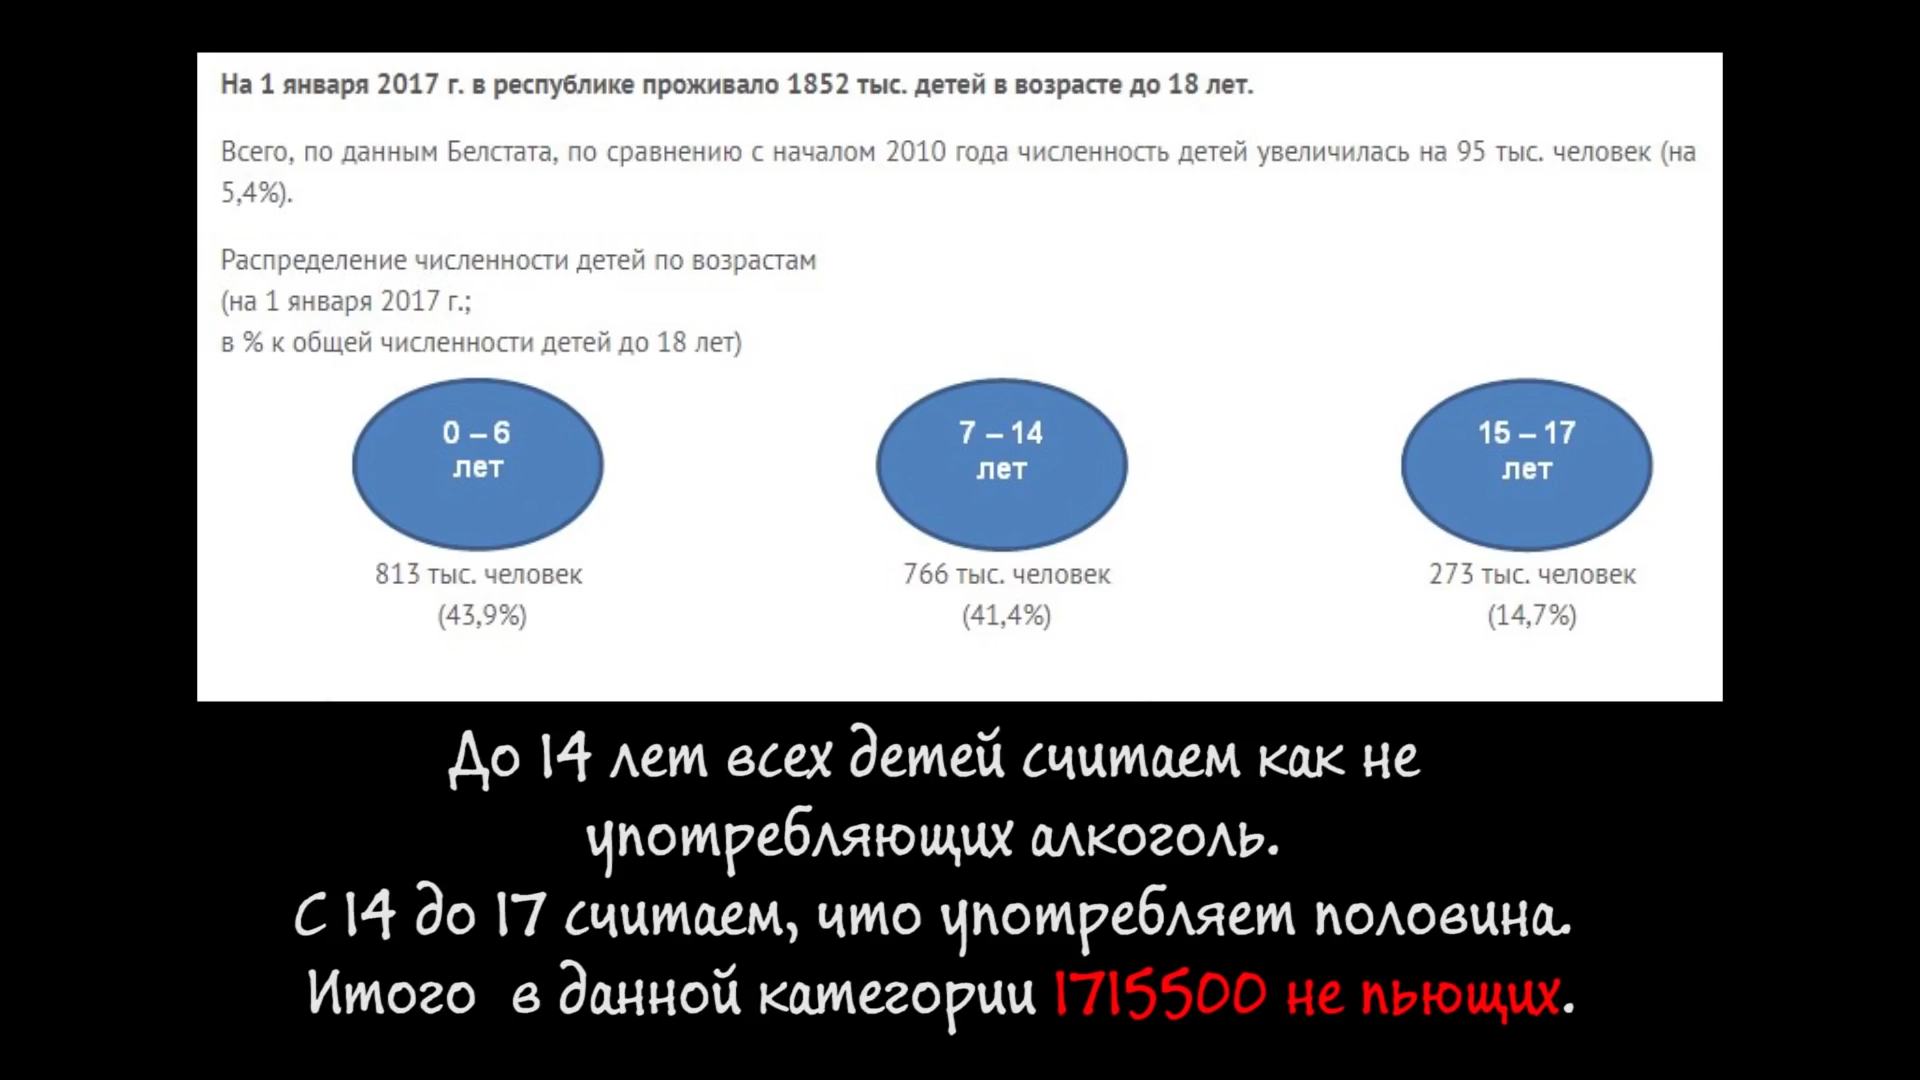 На 1 января 2017 г. в республике проживало 1852 тыс. детей в возрасте до 18 лет.
Всего, по данным Белстата, по сравнению с началом 2010 года численность детей увеличилась на 95 тыс. человек (на
5,4%).
Распределение численности детей по возрастам
(на 1 января 2017 г.;
в % к общей численности детей до 18 лет)
0 – 6
лет
813 тыс. человек
(43,9%)
7 – 14
лет
766 тыс. человек
(41,4%)
15 – 17
лет
273 тыс. человек
(14,7%)
До 14 лет всех детей считаем как не
употребляющих алкоголь.
С 14 до 17 считаем, что употребляет половина.
Итого в данной категории 1715500 не пьющих.